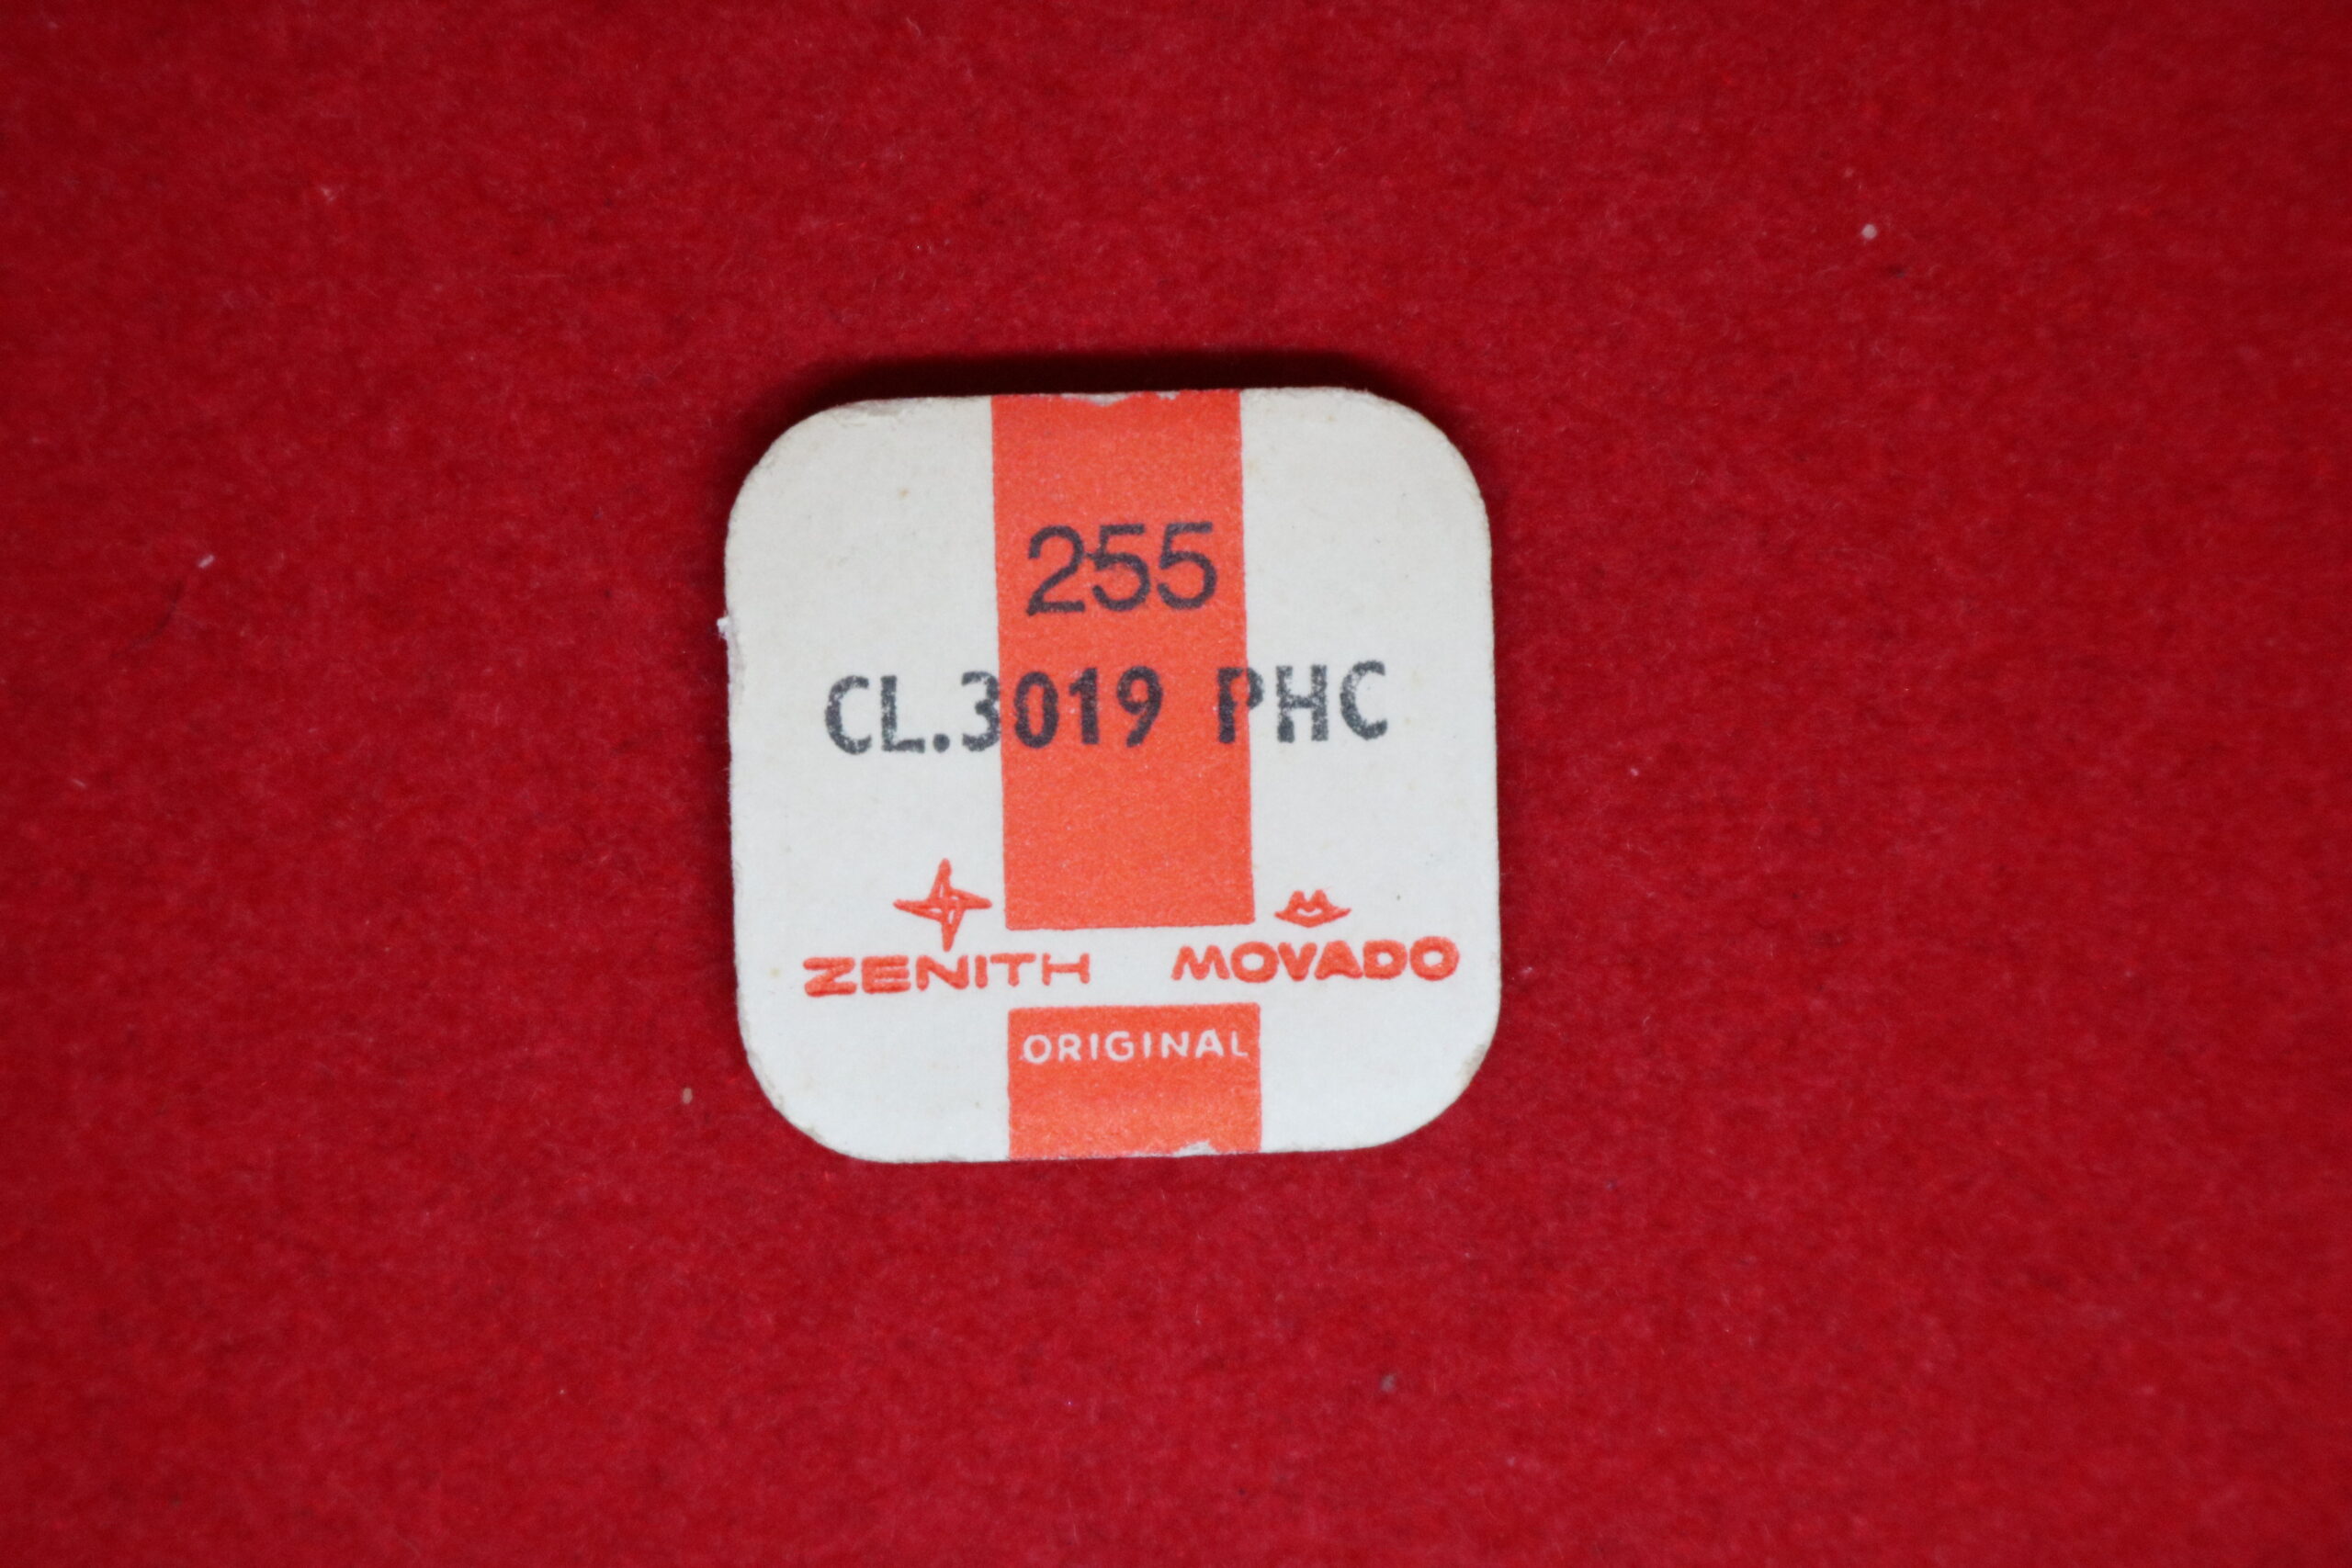 255
CL.3019 PHC
ZENITH MOVADO
ORIGINAL